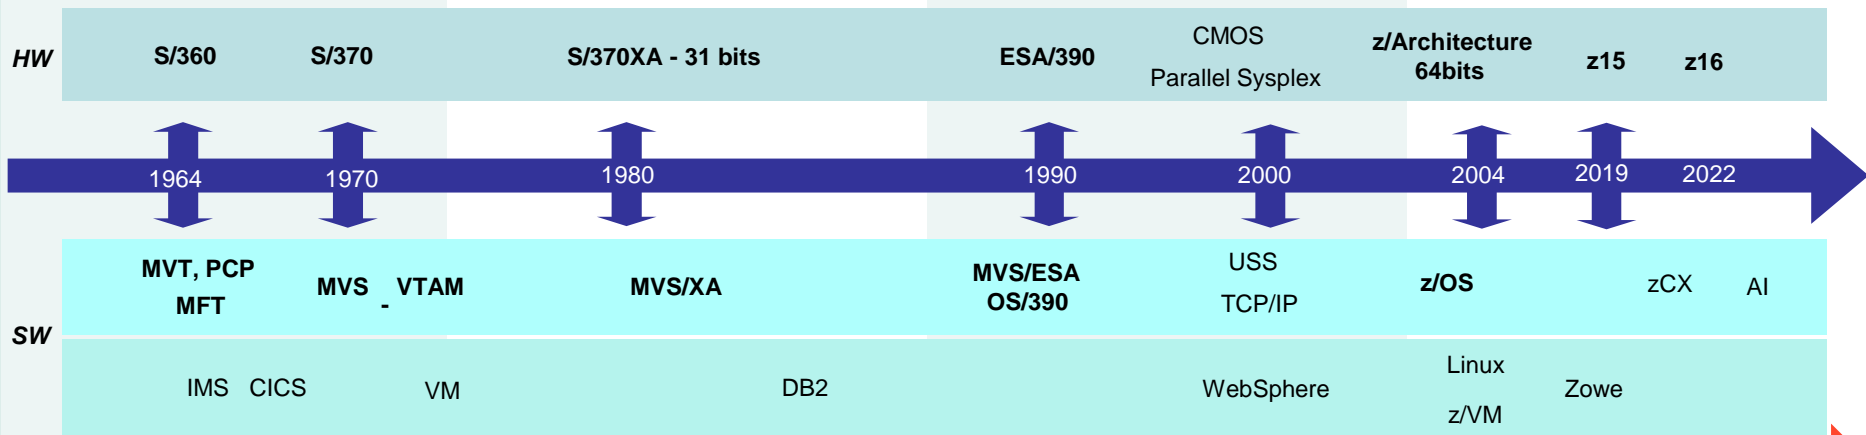 HW
S/360
S/370
S/370XA - 31 bits
ESA/390
CMOS
Parallel Sysplex
z/Architecture
64bits
z15
z16
1964
1970
1980
1990
2000
2004
2019
2022
SW
MVT, PCP
MFT
MVS - VTAM
MVS/XA
MVS/ESA
OS/390
USS
TCP/IP
z/OS
zCX
AI
IMS
CICS
VM
DB2
WebSphere
Linux
z/VM
Zowe